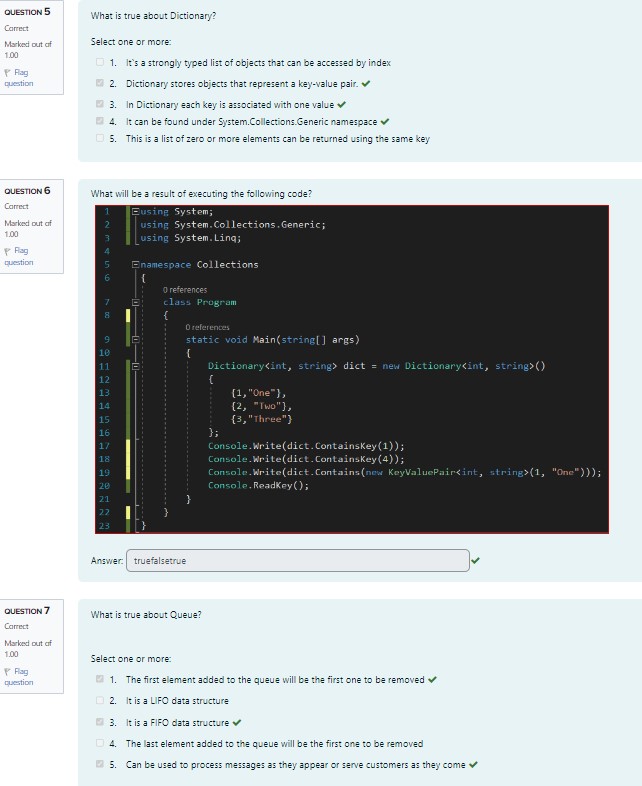 QUESTION 5
Correct
Marked out of
1.00
Flag
question
What is true about Dictionary?
Select one or more:
1. It's a strongly typed list of objects that can be accessed by index
2. Dictionary stores objects that represent a key-value pair.
3. In Dictionary each key is associated with one value
4. It can be found under System.Collections.Generic namespace
5. This is a list of zero or more elements can be returned using the same key
QUESTION 6
Correct
Marked out of
1.00
Flag
question
What will be a result of executing the following code?
1 using System;
2 using System.Collections.Generic;
3 using System.Linq;
4
5 namespace Collections
6 {
0 references
7 class Program
8 {
0 references
9 static void Main(string[] args)
10 {
11 Dictionary<int, string> dict = new Dictionary<int, string>()
12 {
13 {1,"One"},
14 {2, "Two"},
15 {3,"Three"}
16 };
17 Console.Write(dict.ContainsKey(1));
18 Console.Write(dict.ContainsKey(4));
19 Console.Write(dict.Contains(new KeyValuePair<int, string>(1, "One")));
20 Console.ReadKey();
21 }
22 }
23 }
Answer: truefalsetrue
QUESTION 7
Correct
Marked out of
1.00
Flag
question
What is true about Queue?
Select one or more:
1. The first element added to the queue will be the first one to be removed
2. It is a LIFO data structure
3. It is a FIFO data structure
4. The last element added to the queue will be the first one to be removed
5. Can be used to process messages as they appear or serve customers as they come